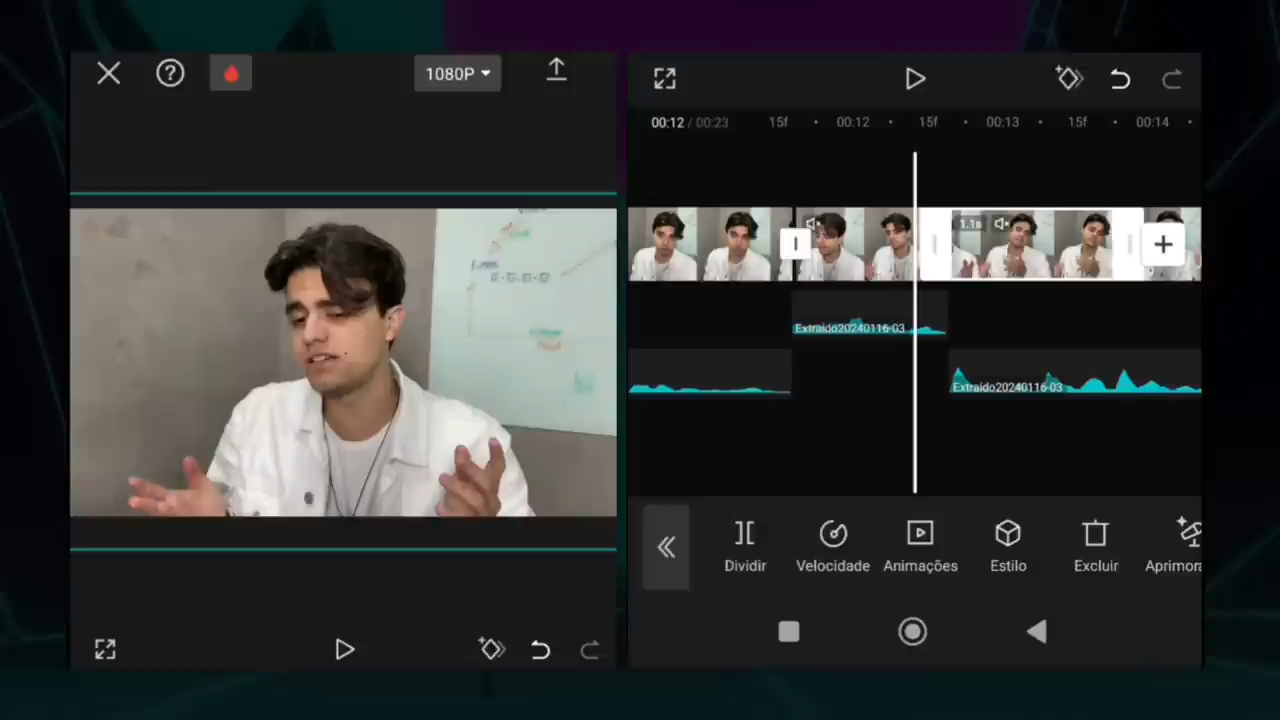 1080P
00:12 / 00:23
15f
00:12
15f
00:13
15f
00:14
1.1s
Extraído20240116-03
Extraído20240116-03
Dividir
Velocidade
Animações
Estilo
Excluir
Aprimora